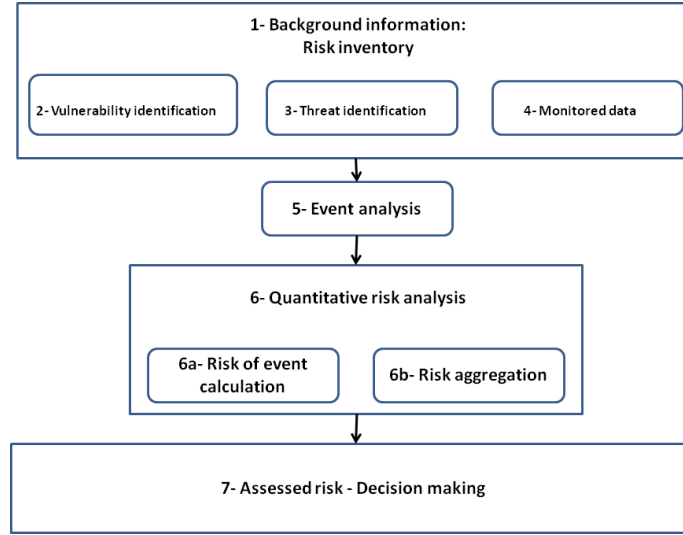 1- Background information:
Risk inventory
2- Vulnerability identification
3- Threat identification
4- Monitored data
5- Event analysis
6- Quantitative risk analysis
6a- Risk of event
calculation
6b- Risk aggregation
7- Assessed risk - Decision making